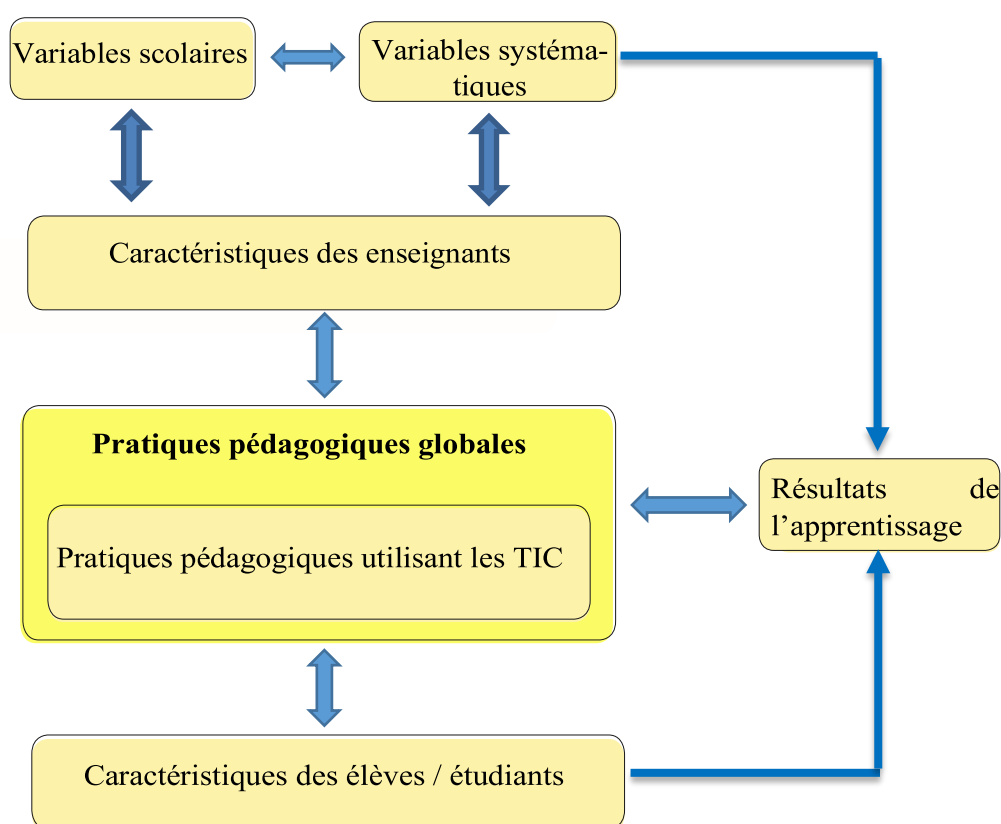 Variables scolaires
Variables systéma-
tiques
Caractéristiques des enseignants
Pratiques pédagogiques globales
Pratiques pédagogiques utilisant les TIC
Résultats de
l’apprentissage
Caractéristiques des élèves / étudiants